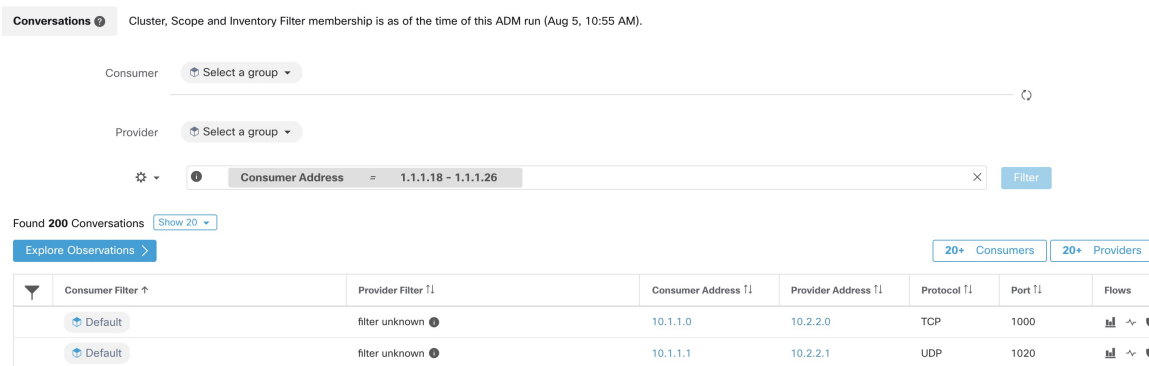 Conversations ? Cluster, Scope and Inventory Filter membership is as of the time of this ADM run (Aug 5, 10:55 AM).
Consumer Select a group
Provider Select a group
Consumer Address = 1.1.1.18 - 1.1.1.26 Filter
Found 200 Conversations Show 20
Explore Observations 20+ Consumers 20+ Providers
Consumer Filter ↑ Provider Filter ↑↓ Consumer Address ↑↓ Provider Address ↑↓ Protocol ↑↓ Port ↑↓ Flows
Default filter unknown 10.1.1.0 10.2.2.0 TCP 1000
Default filter unknown 10.1.1.1 10.2.2.1 UDP 1020